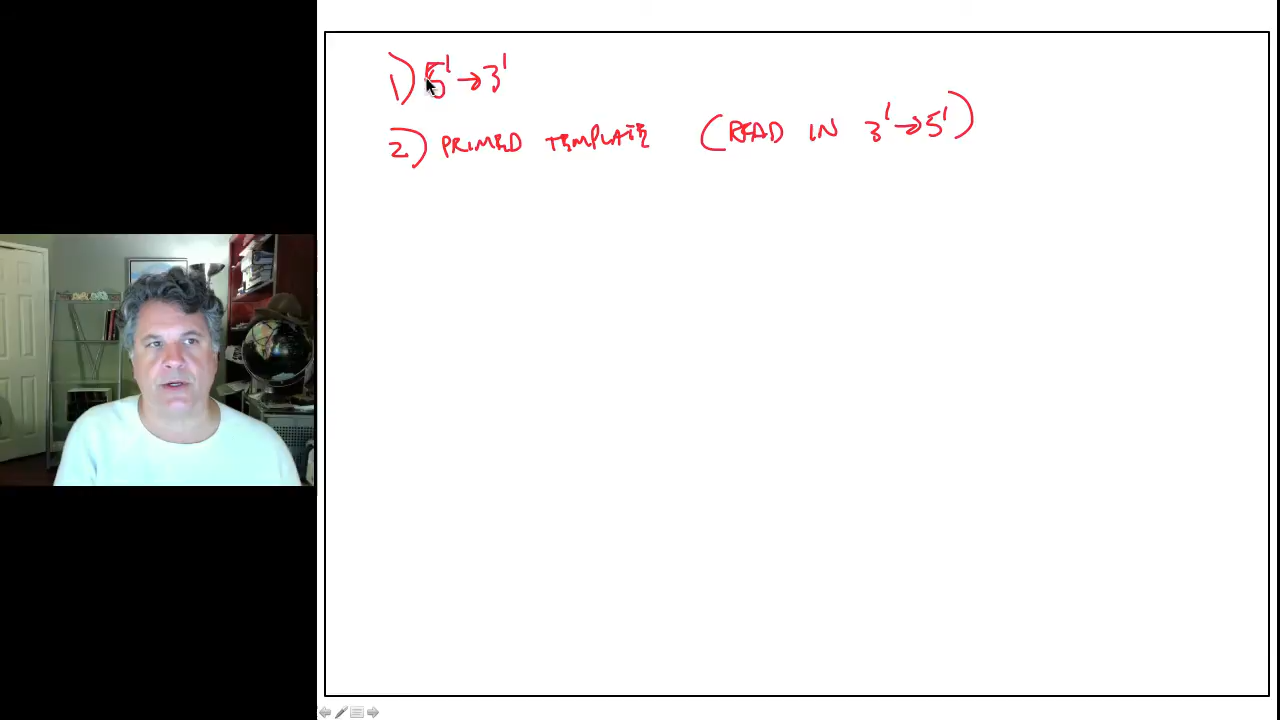 1) 5' → 3'
2) PRIMED TEMPLATE (READ IN 3' → 5')